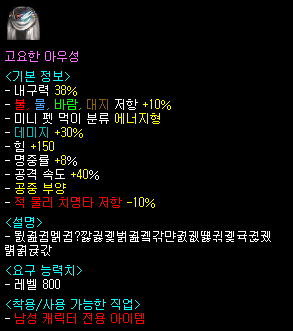 고요한 아우성
<기본 정보>
- 내구력 38%
- 불, 물, 바람, 대지 저항 +10%
- 미니 펫 먹이 분류 에너지형
- 데미지 +30%
- 힘 +150
- 명중률 +8%
- 공격 속도 +40%
- 공중 부양
- 적 물리 치명타 저항 -10%
<설명>
<요구 능력치>
- 레벨 800
<착용/사용 가능한 직업>
- 남성 캐릭터 전용 아이템